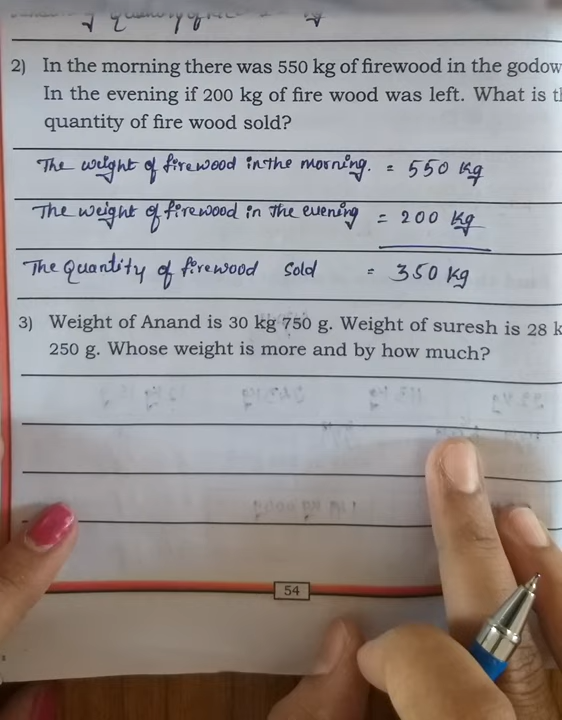 2) In the morning there was 550 kg of firewood in the godow
In the evening if 200 kg of fire wood was left. What is t
quantity of fire wood sold?
The weight of firewood in the morning. = 550 kg
The weight of firewood in the evening = 200 kg
The Quantity of firewood Sold = 350 kg
3) Weight of Anand is 30 kg 750 g. Weight of suresh is 28 k
250 g. Whose weight is more and by how much?
54